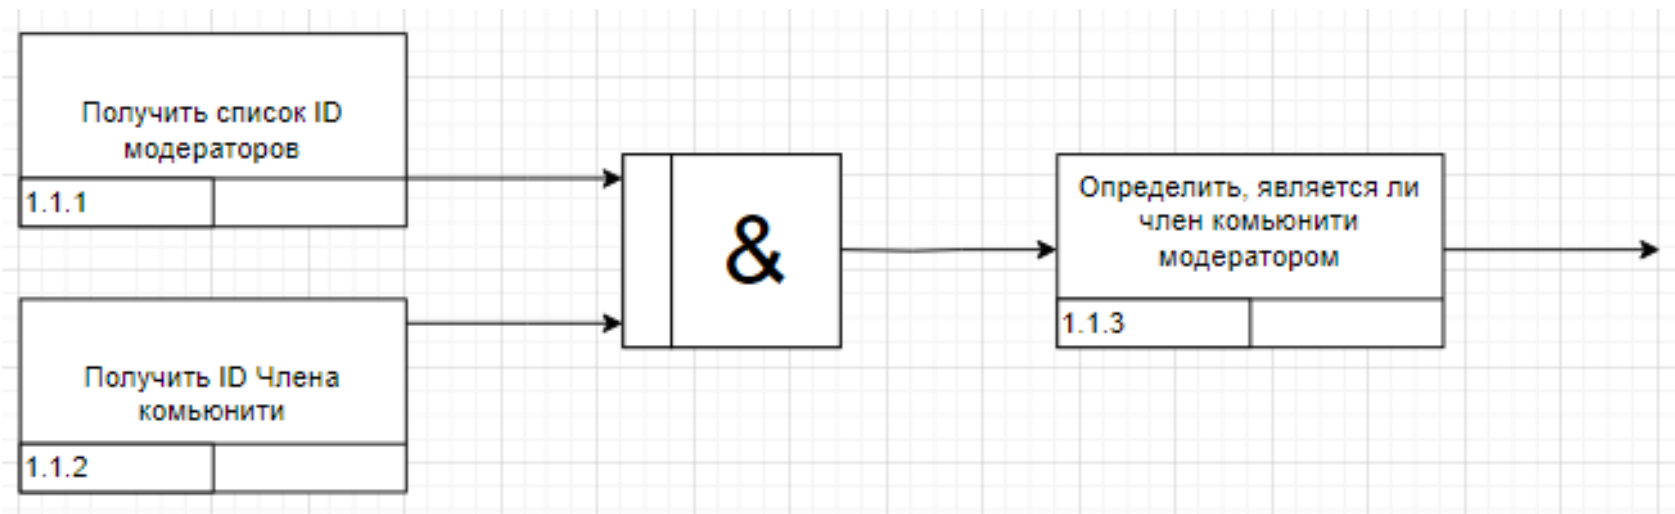 Получить список ID
модераторов
1.1.1
Получить ID Члена
комьюнити
1.1.2
&
Определить, является ли
член комьюнити
модератором
1.1.3